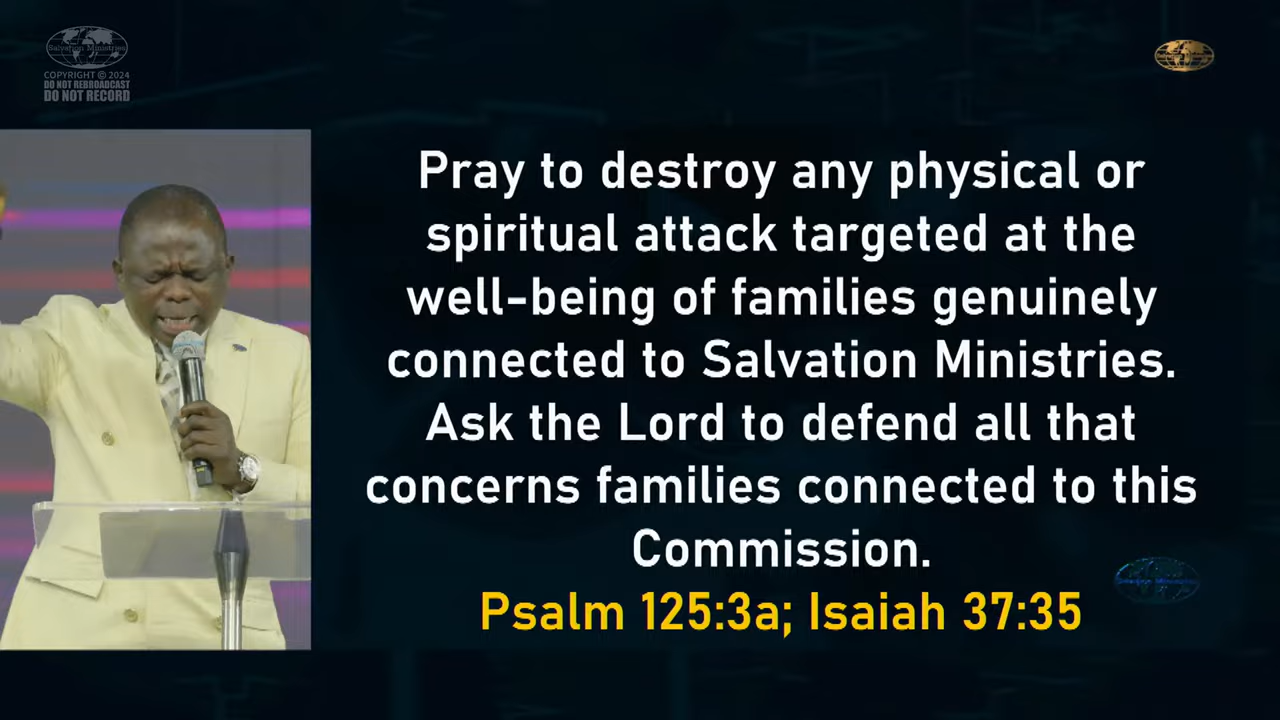 Salvation Ministries
COPYRIGHT © 2024
DO NOT REBROADCAST
DO NOT RECORD
Pray to destroy any physical or
spiritual attack targeted at the
well-being of families genuinely
connected to Salvation Ministries.
Ask the Lord to defend all that
concerns families connected to this
Commission.
Psalm 125:3a; Isaiah 37:35
Salvation Ministries